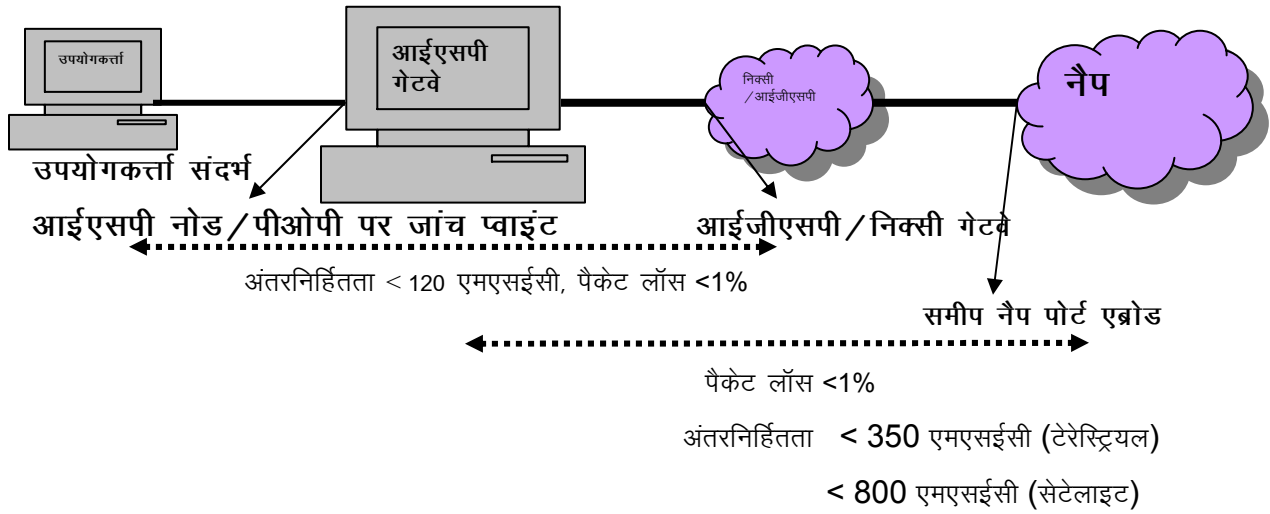 उपयोगकर्त्ता
आईएसपी
गेटवे
निक्सी
/आईजीएसपी
नैप
उपयोगकर्त्ता संदर्भ
आईएसपी नोड/पीओपी पर जांच प्वाइंट
आईजीएसपी/निक्सी गेटवे
अंतरनिर्हितता < 120 एमएसईसी, पैकेट लॉस <1%
समीप नैप पोर्ट एब्रोड
पैकेट लॉस <1%
अंतरनिर्हितता < 350 एमएसईसी (टेरेस्ट्रियल)
< 800 एमएसईसी (सेटेलाइट)